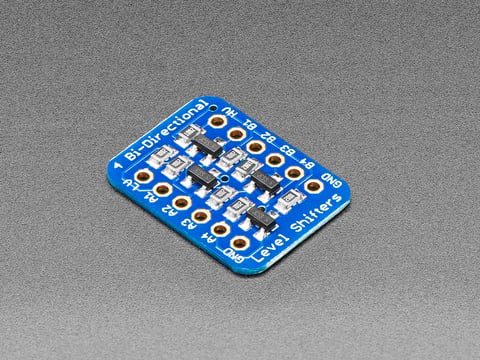 Bi-Directional
HV
B1
B2
B3
B4
GND
LV
A1
A2
A3
A4
GND
Level Shifters